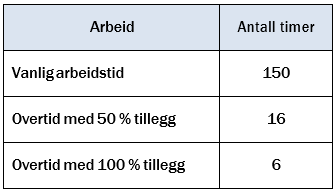 Arbeid Antall timer
Vanlig arbeidstid 150
Overtid med 50 % tillegg 16
Overtid med 100 % tillegg 6